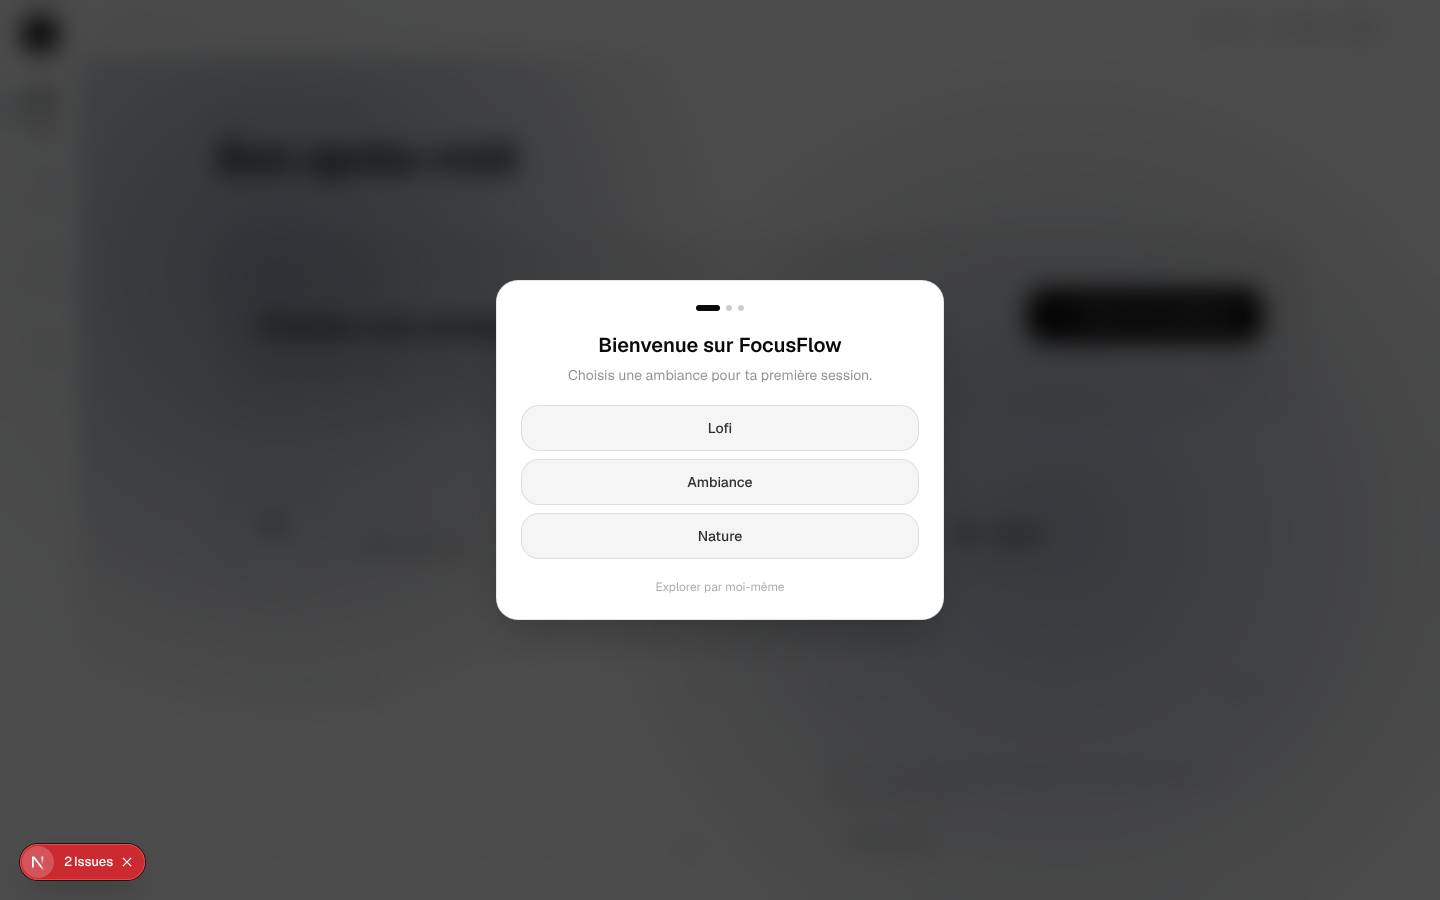 Bienvenue sur FocusFlow
Choisis une ambiance pour ta première session.
Lofi
Ambiance
Nature
Explorer par moi-même
N
2 Issues